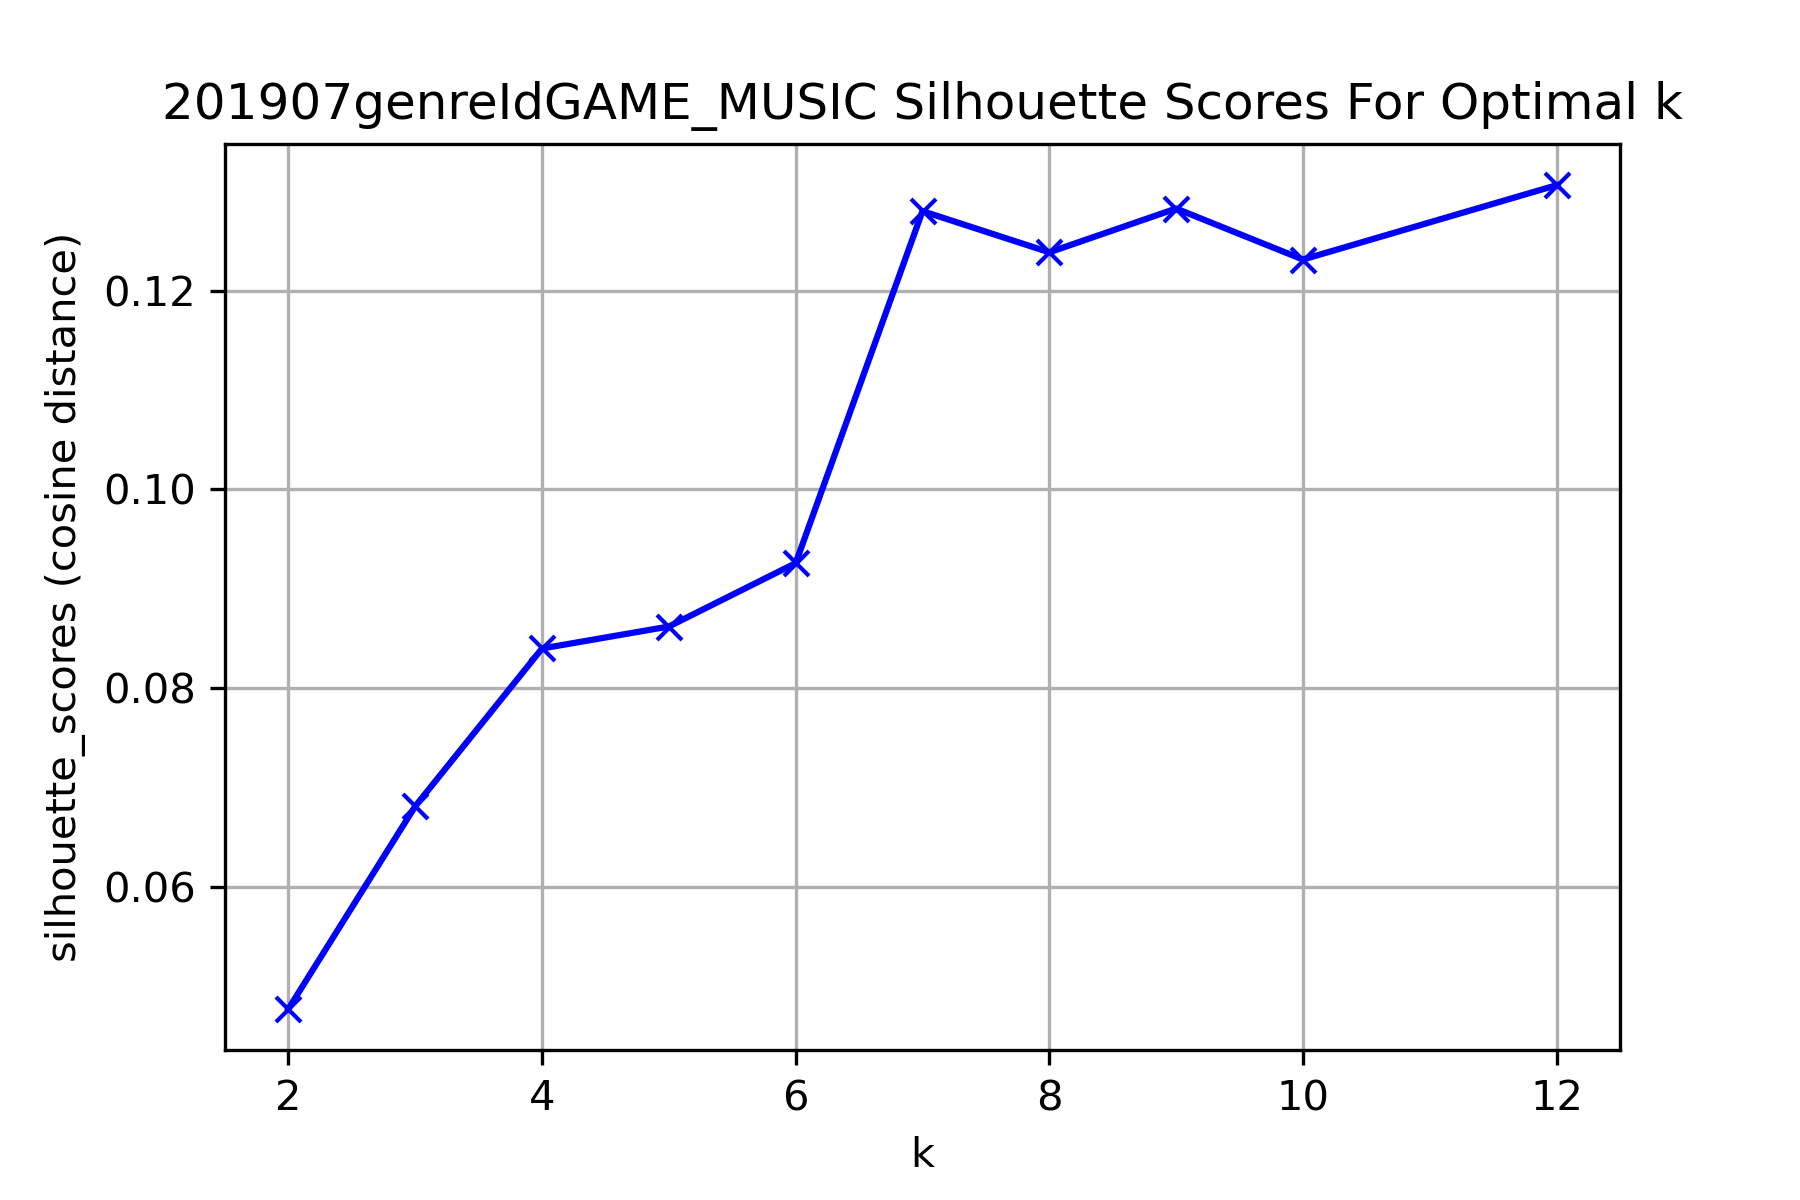 201907genreIdGAME_MUSIC Silhouette Scores For Optimal k
silhouette_scores (cosine distance)
0.12
0.10
0.08
0.06
2 4 6 8 10 12
k